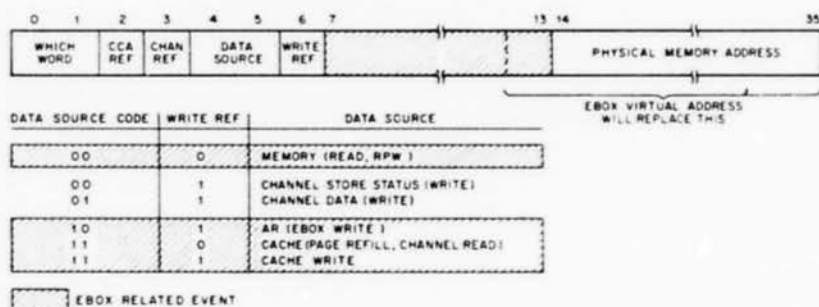 0 1 2 3 4 5 6 7 13 14 35
WHICH WORD CCA REF CHAN REF DATA SOURCE WRITE REF PHYSICAL MEMORY ADDRESS
EBOX VIRTUAL ADDRESS
WILL REPLACE THIS
DATA SOURCE CODE WRITE REF DATA SOURCE
00 0 MEMORY (READ, RPW)
00 1 CHANNEL STORE STATUS (WRITE)
01 1 CHANNEL DATA (WRITE)
10 1 AR (EBOX WRITE)
11 0 CACHE (PAGE REFILL, CHANNEL READ)
11 1 CACHE WRITE
EBOX RELATED EVENT